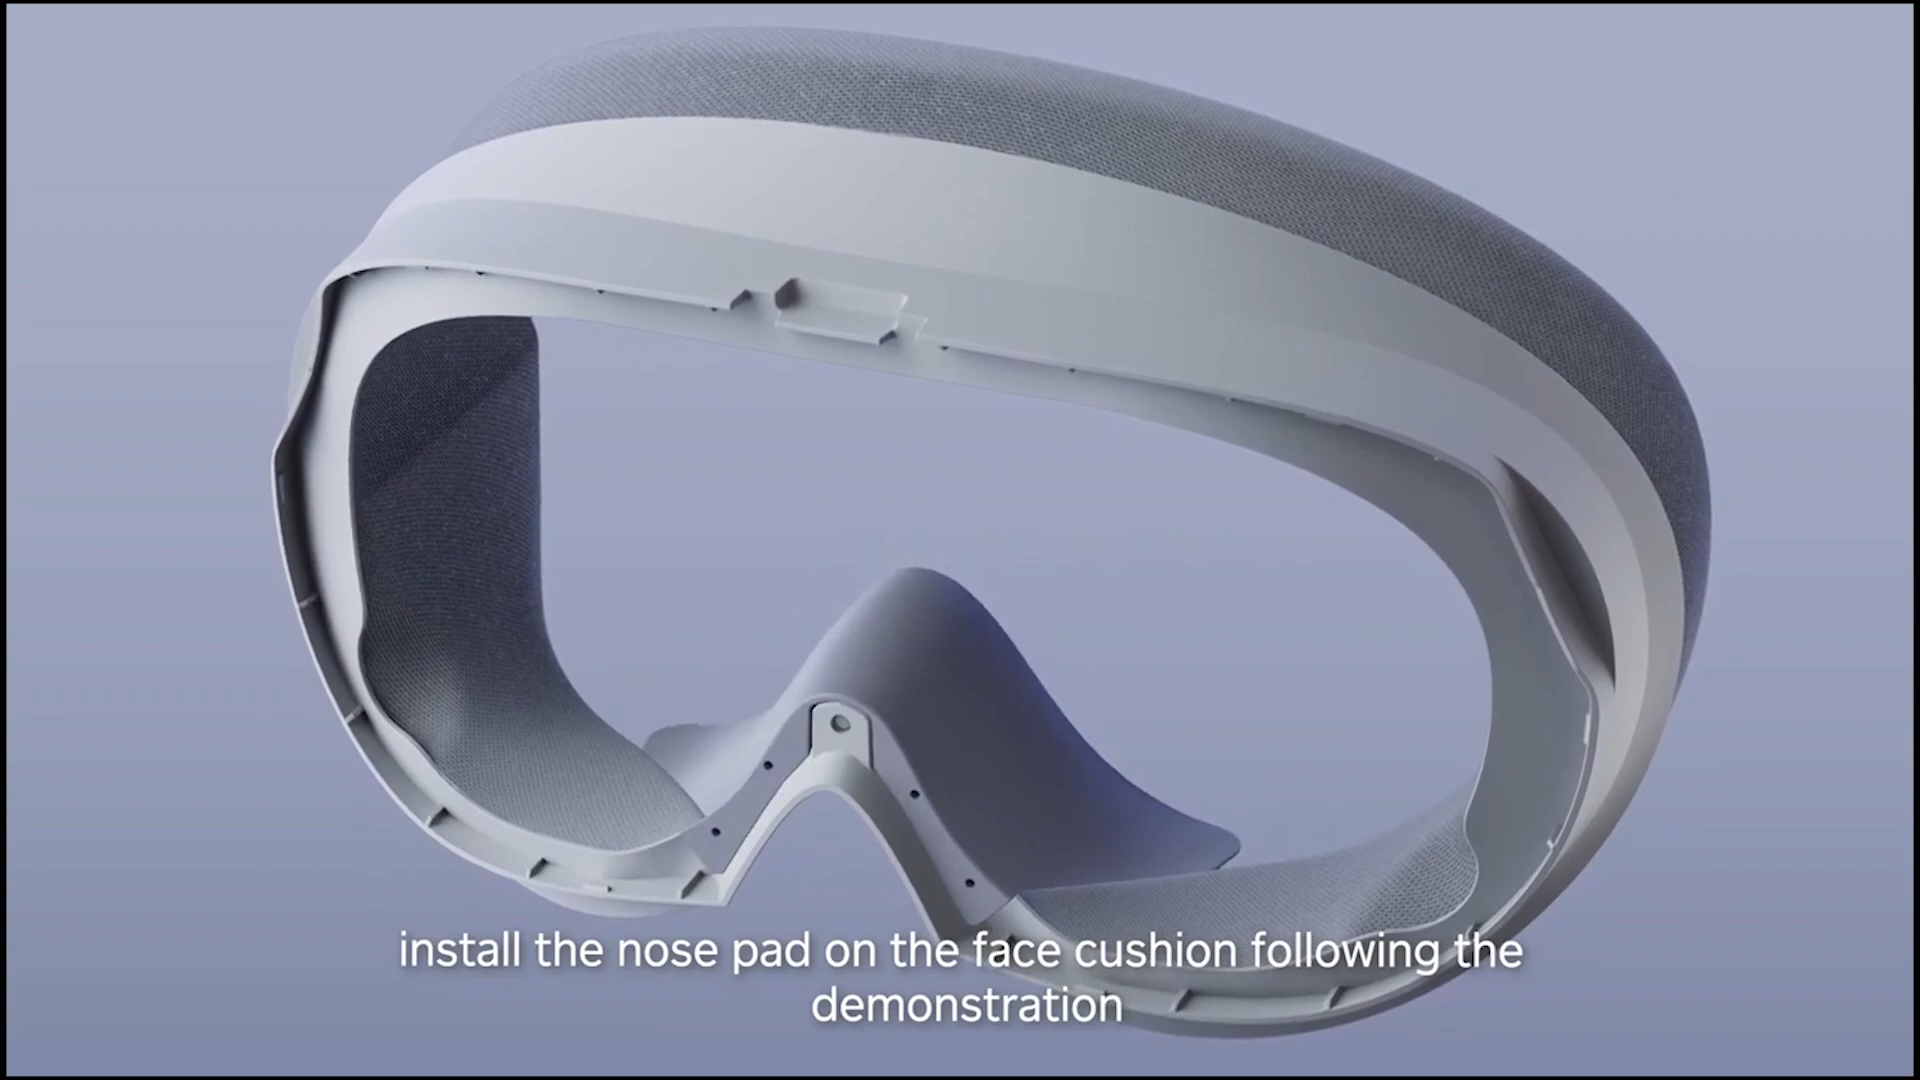 install the nose pad on the face cushion following the
demonstration